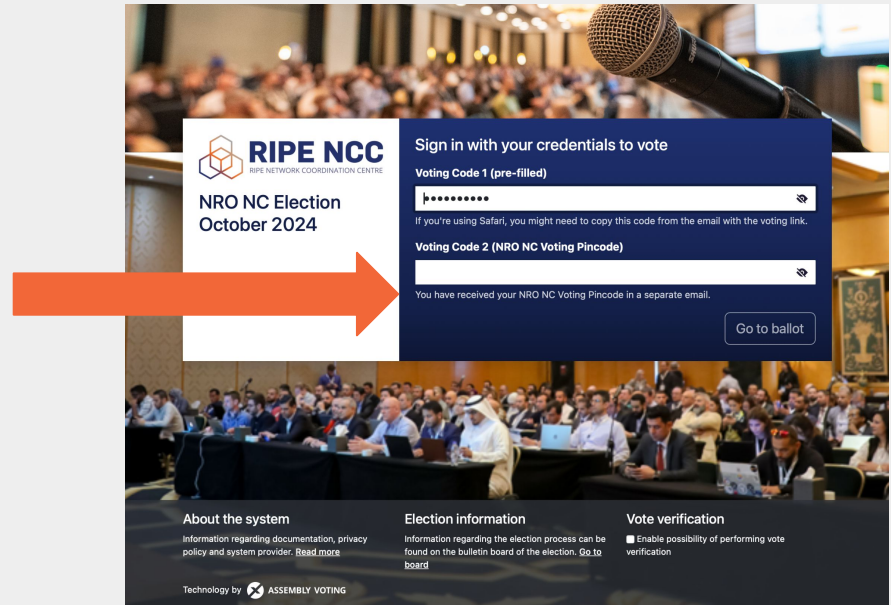 RIPE NCC
RIPE NETWORK COORDINATION CENTRE
NRO NC Election
October 2024
Sign in with your credentials to vote
Voting Code 1 (pre-filled)
••••••••••
If you're using Safari, you might need to copy this code from the email with the voting link.
Voting Code 2 (NRO NC Voting Pincode)
You have received your NRO NC Voting Pincode in a separate email.
Go to ballot
About the system
Information regarding documentation, privacy
policy and system provider. Read more
Technology by ASSEMBLY VOTING
Election information
Information regarding the election process can be
found on the bulletin board of the election. Go to
board
Vote verification
Enable possibility of performing vote
verification